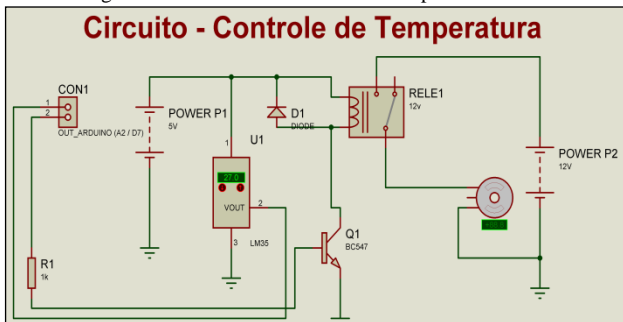 Circuito - Controle de Temperatura
CON1
1
2
OUT_ARDUINO (A2 / D7)
POWER P1
5V
D1
DIODE
RELE1
12v
POWER P2
12V
U1
1
27.0
VOUT
2
3
LM35
Q1
BC547
R1
1k